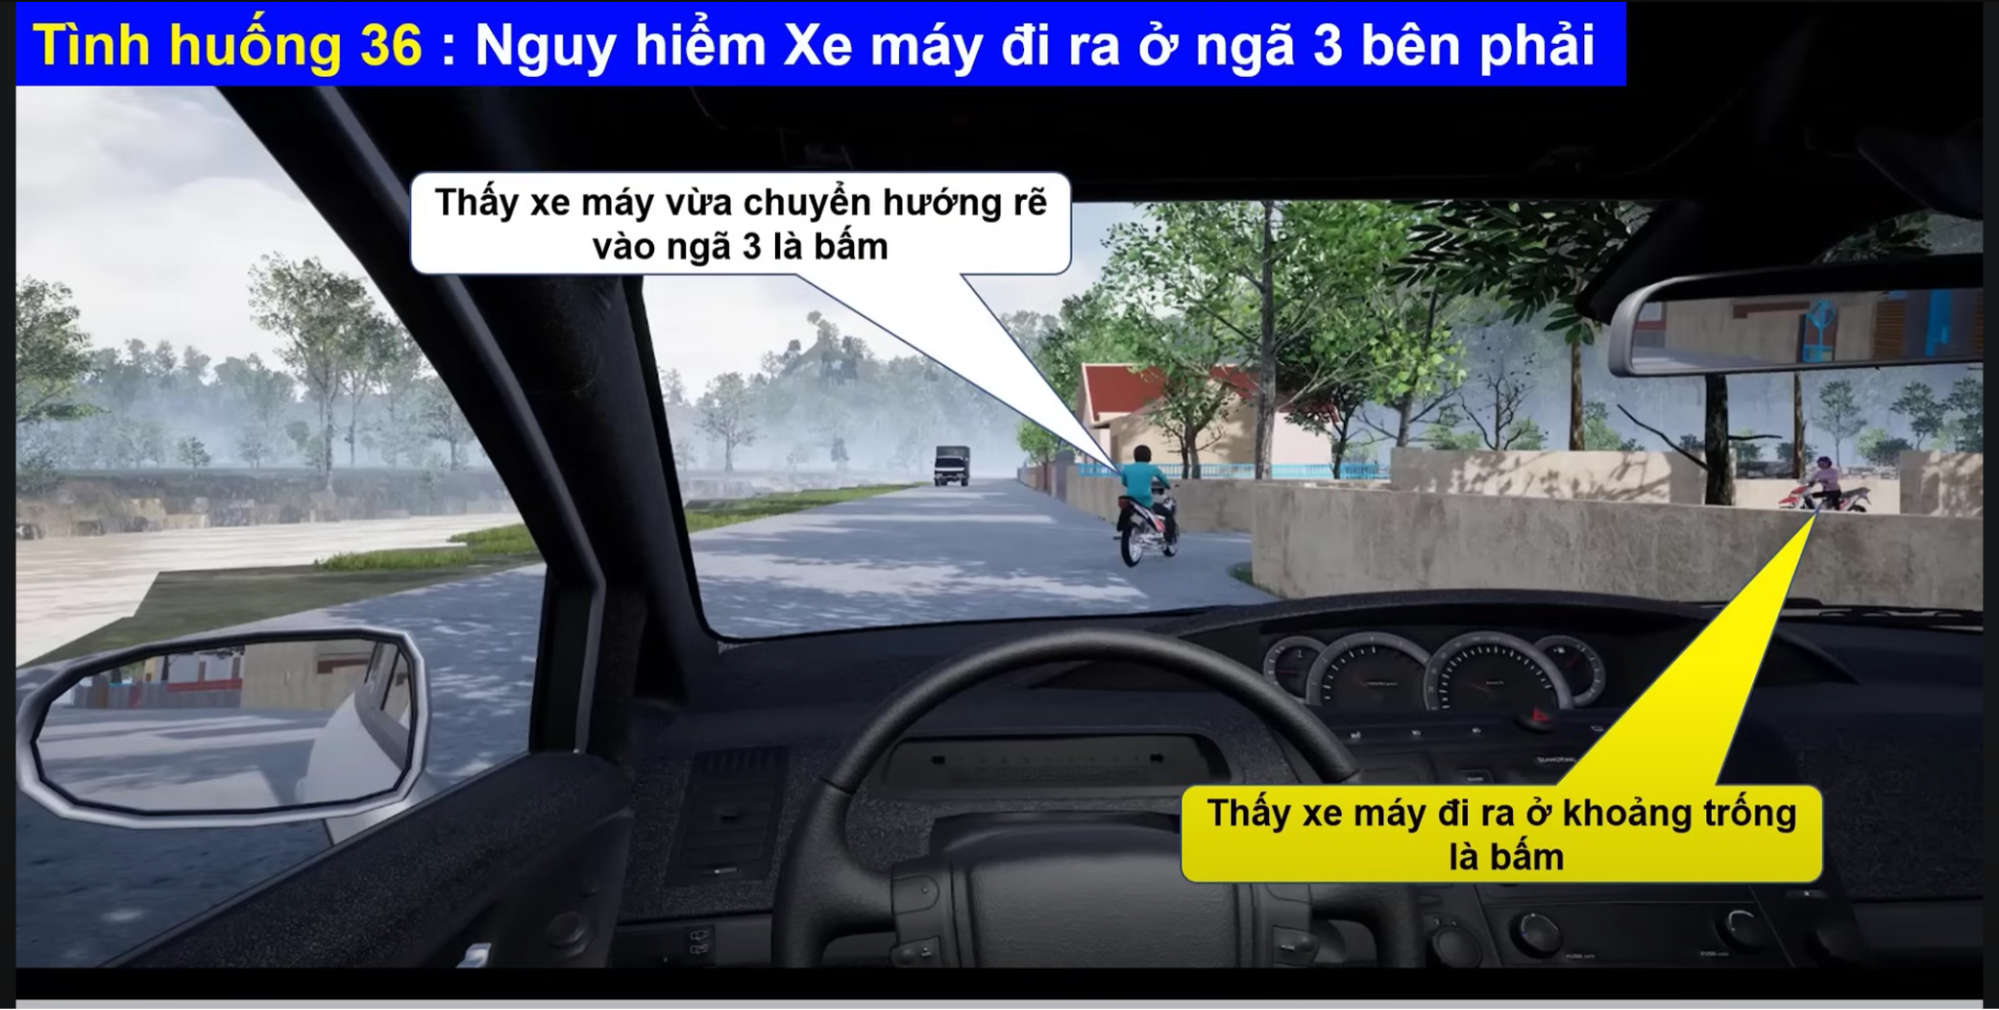 Tình huống 36 : Nguy hiểm Xe máy đi ra ở ngã 3 bên phải
Thấy xe máy vừa chuyển hướng rẽ
vào ngã 3 là bấm
Thấy xe máy đi ra ở khoảng trống
là bấm